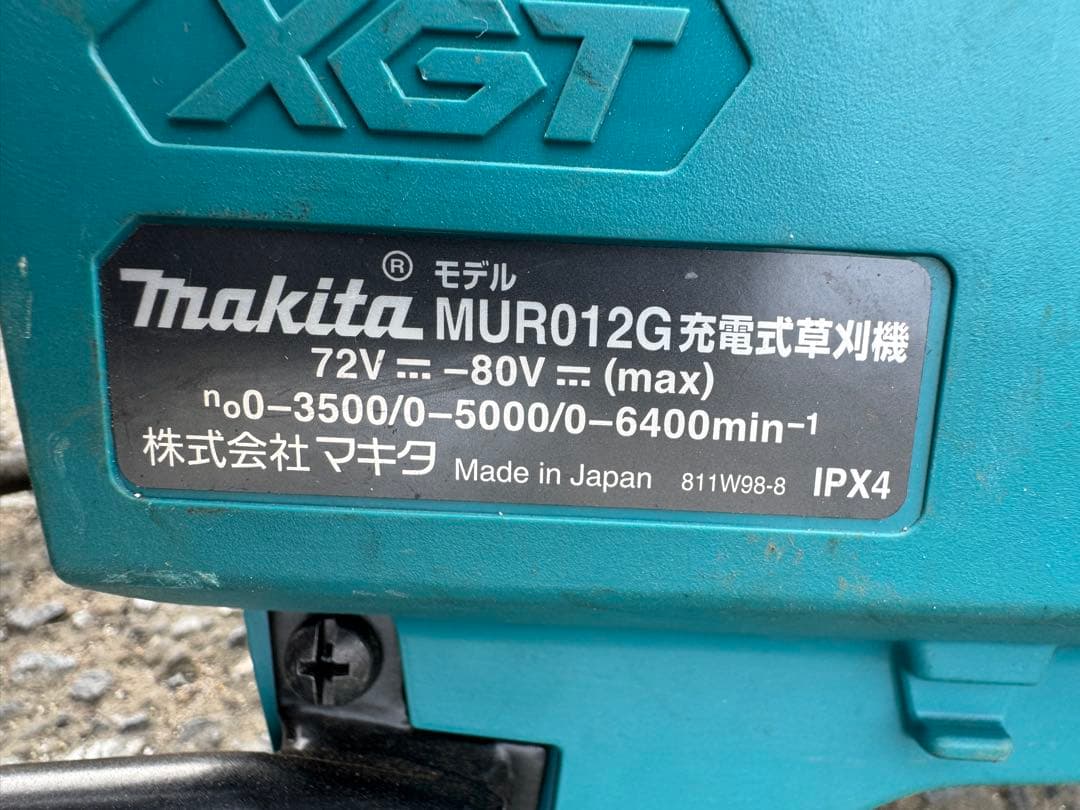 XGT
makita® モデル MUR012G 充電式草刈機
72V ⎓ -80V ⎓ (max)
no0-3500/0-5000/0-6400min-1
株式会社 マキタ Made in Japan 811W98-8 IPX4